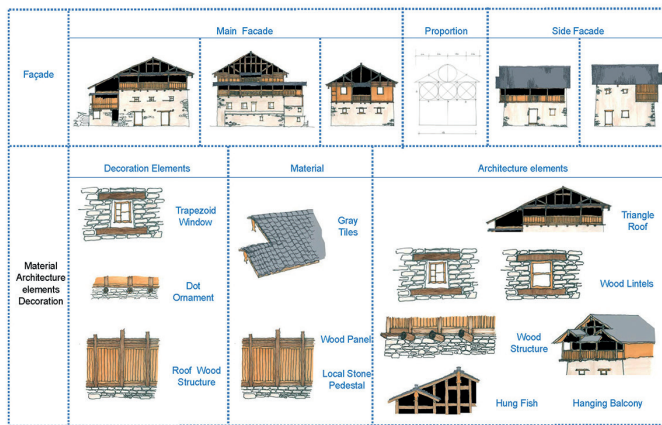 Main Facade
Proportion
Side Facade
Façade
Decoration Elements
Material
Architecture elements
Material
Architecture
elements
Decoration
Trapezoid
Window
Dot
Ornament
Roof Wood
Structure
Gray
Tiles
Wood Panel
Local Stone
Pedestal
Triangle
Roof
Wood Lintels
Wood
Structure
Hung Fish
Hanging Balcony